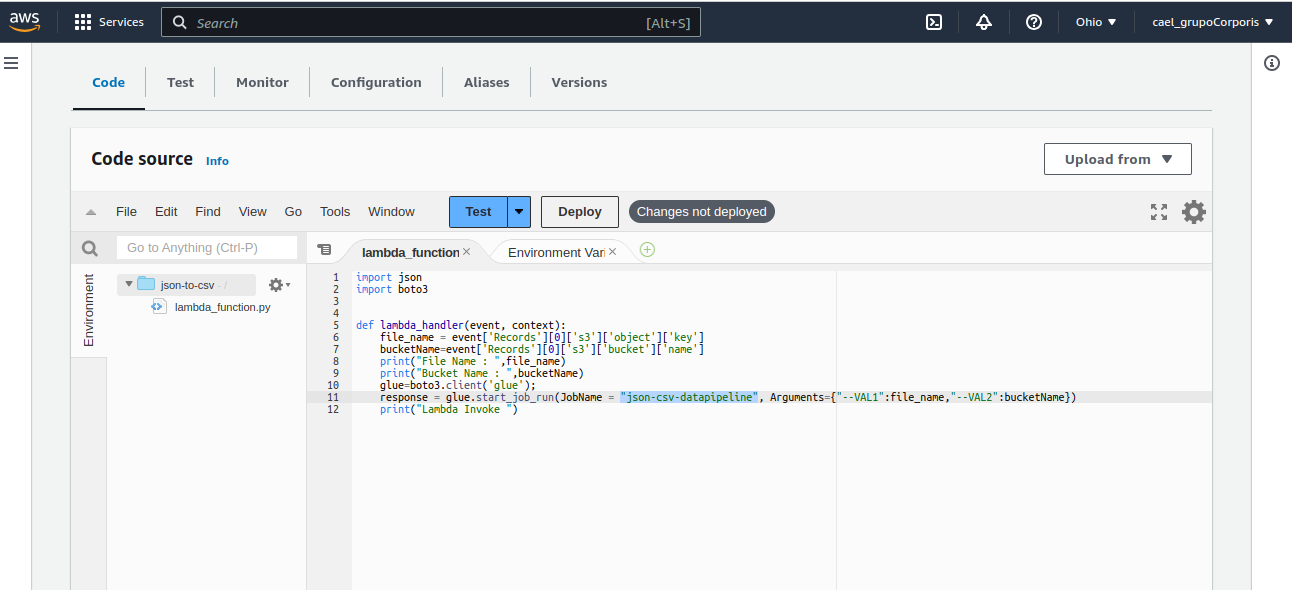 aws Services Search [Alt+S] Ohio cael_grupoCorporis
Code Test Monitor Configuration Aliases Versions
Code source Info Upload from
File Edit Find View Go Tools Window Test Deploy Changes not deployed
Go to Anything (Ctrl-P) lambda_function Environment Vari
Environment
json-to-csv - /
lambda_function.py
1 import json
2 import boto3
3
4
5 def lambda_handler(event, context):
6 file_name = event['Records'][0]['s3']['object']['key']
7 bucketName=event['Records'][0]['s3']['bucket']['name']
8 print("File Name : ",file_name)
9 print("Bucket Name : ",bucketName)
10 glue=boto3.client('glue');
11 response = glue.start_job_run(JobName = "json-csv-datapipeline", Arguments={"--VAL1":file_name,"--VAL2":bucketName})
12 print("Lambda Invoke ")